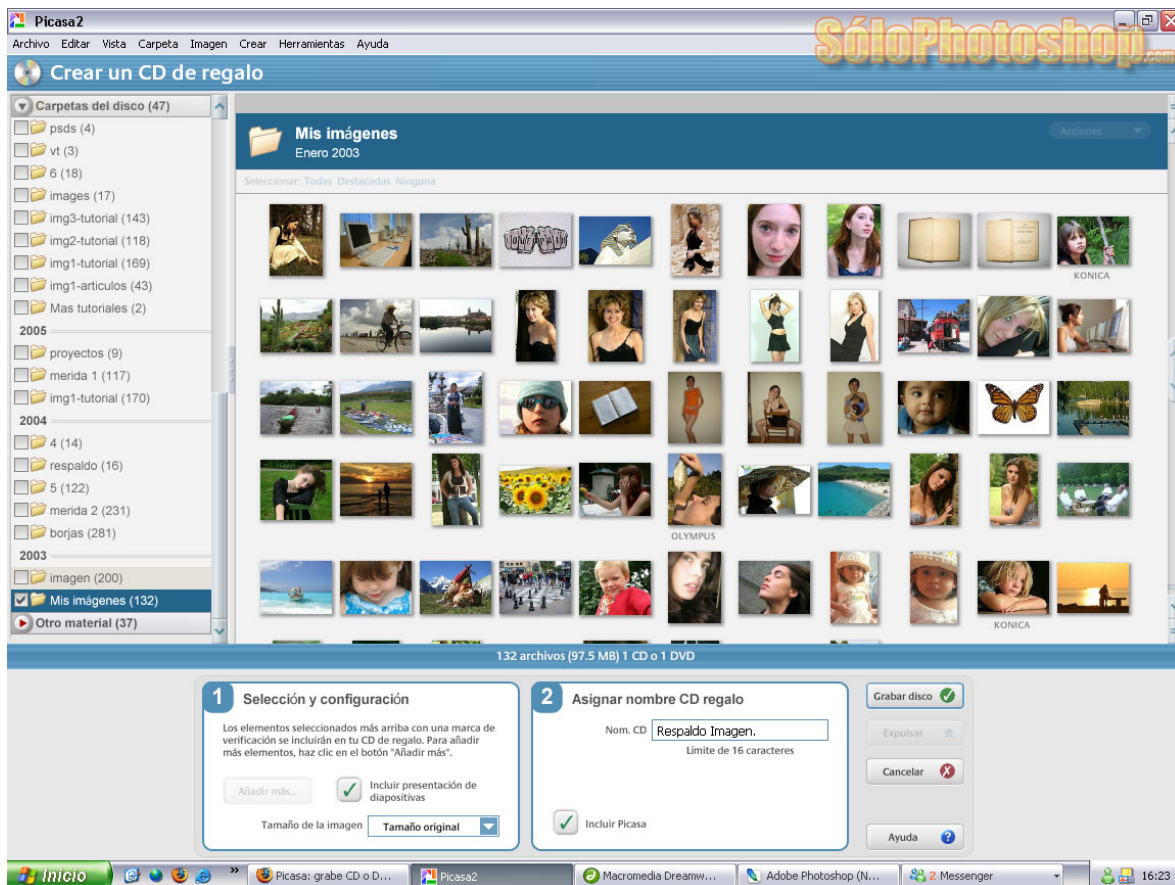 Picasa2
Archivo Editar Vista Carpeta Imagen Crear Herramientas Ayuda
SóloPhotoshop.com
Crear un CD de regalo
Carpetas del disco (47)
psds (4)
vt (3)
6 (18)
images (17)
img3-tutorial (143)
img2-tutorial (118)
img1-tutorial (169)
img1-articulos (43)
Mas tutoriales (2)
2005
proyectos (9)
merida 1 (117)
img1-tutorial (170)
2004
4 (14)
respaldo (16)
5 (122)
merida 2 (231)
borjas (281)
2003
imagen (200)
Mis imágenes (132)
Otro material (37)
Mis imágenes
Enero 2003
Acciones
Seleccionar: Todas Destacadas Ninguna
KONICA
OLYMPUS
KONICA
132 archivos (97.5 MB) 1 CD o 1 DVD
1 Selección y configuración
Los elementos seleccionados más arriba con una marca de
verificación se incluirán en tu CD de regalo. Para añadir
más elementos, haz clic en el botón "Añadir más".
Añadir más...
Incluir presentación de
diapositivas
Tamaño de la imagen Tamaño original
2 Asignar nombre CD regalo
Nom. CD Respaldo Imagen.
Límite de 16 caracteres
Incluir Picasa
Grabar disco
Expulsar
Cancelar
Ayuda
Inicio
Picasa: grabe CD o D...
Picasa2
Macromedia Dreamw...
Adobe Photoshop (N...
2 Messenger
16:23